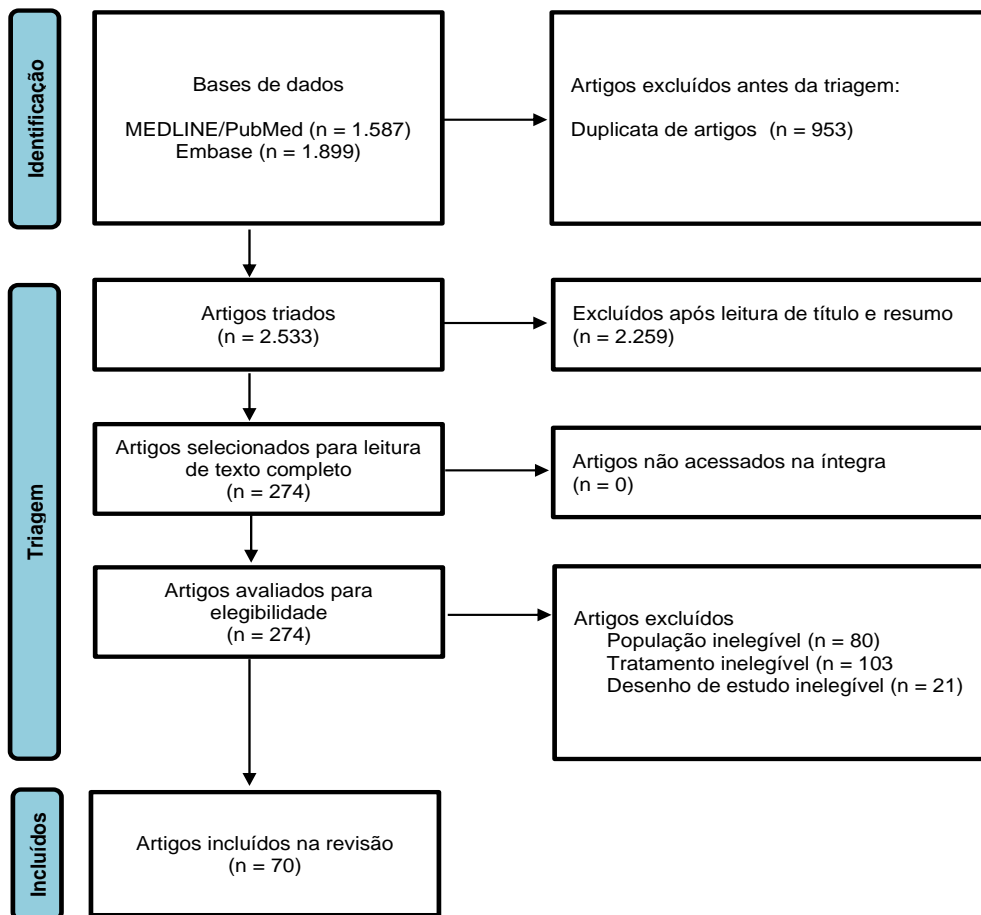 Identificação
Bases de dados
MEDLINE/PubMed (n = 1.587)
Embase (n = 1.899)
Artigos excluídos antes da triagem:
Duplicata de artigos (n = 953)
Triagem
Artigos triados
(n = 2.533)
Excluídos após leitura de título e resumo
(n = 2.259)
Artigos selecionados para leitura
de texto completo
(n = 274)
Artigos não acessados na íntegra
(n = 0)
Artigos avaliados para
elegibilidade
(n = 274)
Artigos excluídos
População inelegível (n = 80)
Tratamento inelegível (n = 103
Desenho de estudo inelegível (n = 21)
Incluídos
Artigos incluídos na revisão
(n = 70)